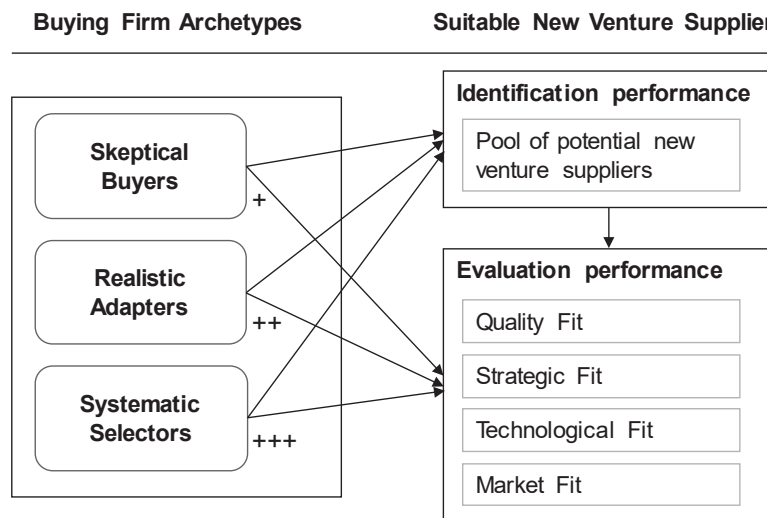 Buying Firm Archetypes
Suitable New Venture Supplier
Skeptical
Buyers
+
Realistic
Adapters
++
Systematic
Selectors
+++
Identification performance
Pool of potential new
venture suppliers
Evaluation performance
Quality Fit
Strategic Fit
Technological Fit
Market Fit